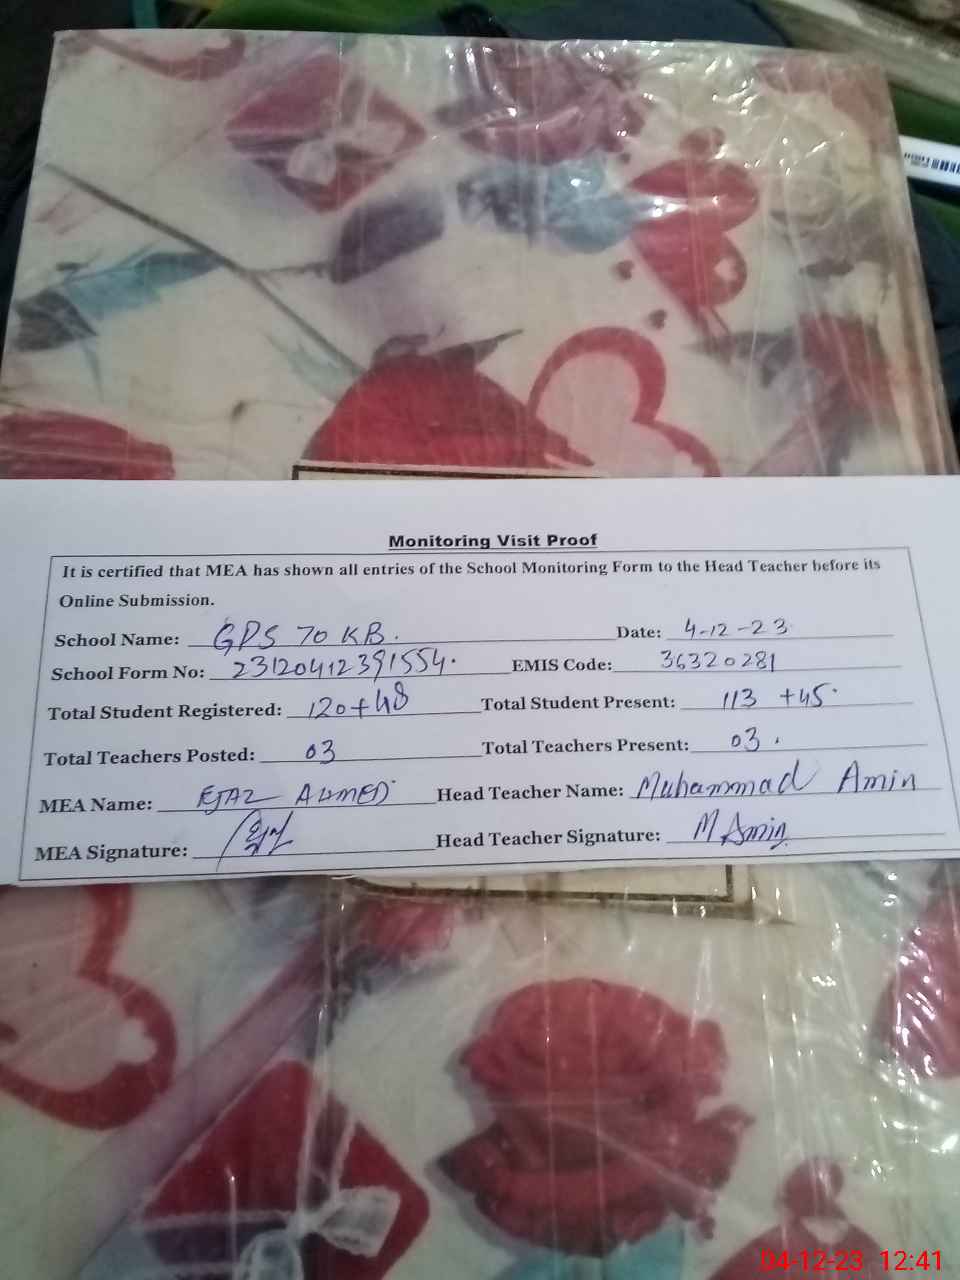 Monitoring Visit Proof
It is certified that MEA has shown all entries of the School Monitoring Form to the Head Teacher before its
Online Submission.
School Name: GPS 70 KB. Date: 4-12-23
School Form No: 23120412391554. EMIS Code: 36320281
Total Student Registered: 120+48 Total Student Present: 113 +45
Total Teachers Posted: 03 Total Teachers Present: 03.
MEA Name: EJAZ AHMED Head Teacher Name: Muhammad Amin
MEA Signature: Head Teacher Signature: M Amin
04-12-23 12:41